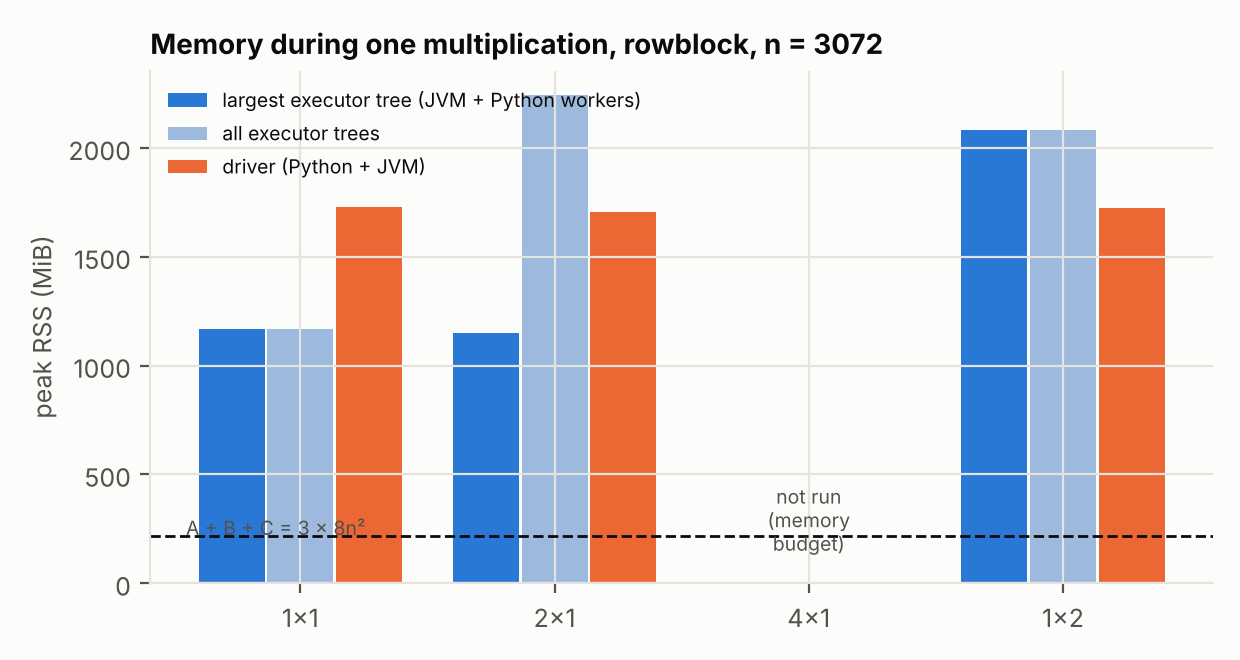 Memory during one multiplication, rowblock, n = 3072
largest executor tree (JVM + Python workers)
all executor trees
driver (Python + JVM)
peak RSS (MiB)
2000
1500
1000
500
0
A + B + C = 3 × 8n²
not run
(memory
budget)
1×1
2×1
4×1
1×2